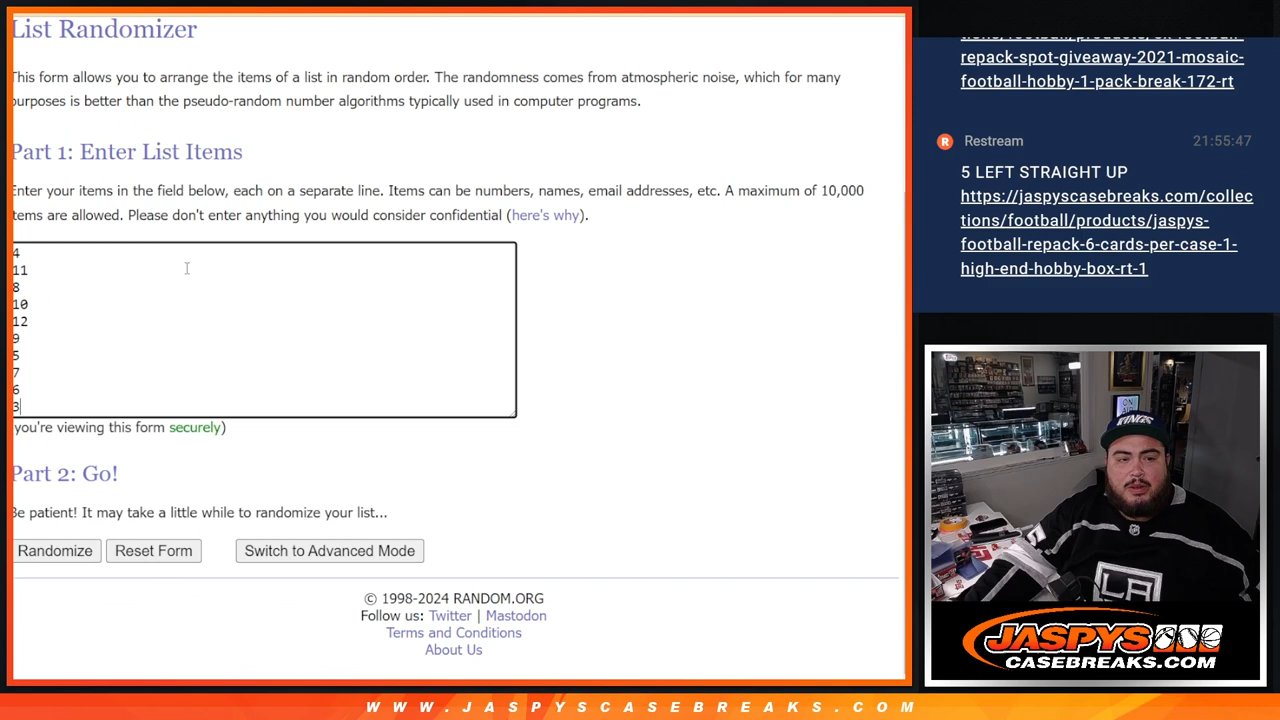 List Randomizer
This form allows you to arrange the items of a list in random order. The randomness comes from atmospheric noise, which for many
purposes is better than the pseudo-random number algorithms typically used in computer programs.
Part 1: Enter List Items
Enter your items in the field below, each on a separate line. Items can be numbers, names, email addresses, etc. A maximum of 10,000
items are allowed. Please don't enter anything you would consider confidential (here's why).
4
11
8
10
12
9
5
7
6
3
you're viewing this form securely)
Part 2: Go!
Be patient! It may take a little while to randomize your list...
Randomize
Reset Form
Switch to Advanced Mode
© 1998-2024 RANDOM.ORG
Follow us: Twitter | Mastodon
Terms and Conditions
About Us
repack-spot-giveaway-2021-mosaic-
football-hobby-1-pack-break-172-rt
R Restream 21:55:47
5 LEFT STRAIGHT UP
https://jaspyscasebreaks.com/collec
tions/football/products/jaspys-
football-repack-6-cards-per-case-1-
high-end-hobby-box-rt-1
KINGS
LA
JASPYS
CASEBREAKS.COM
WWW.JASPYSCASEBREAKS.COM